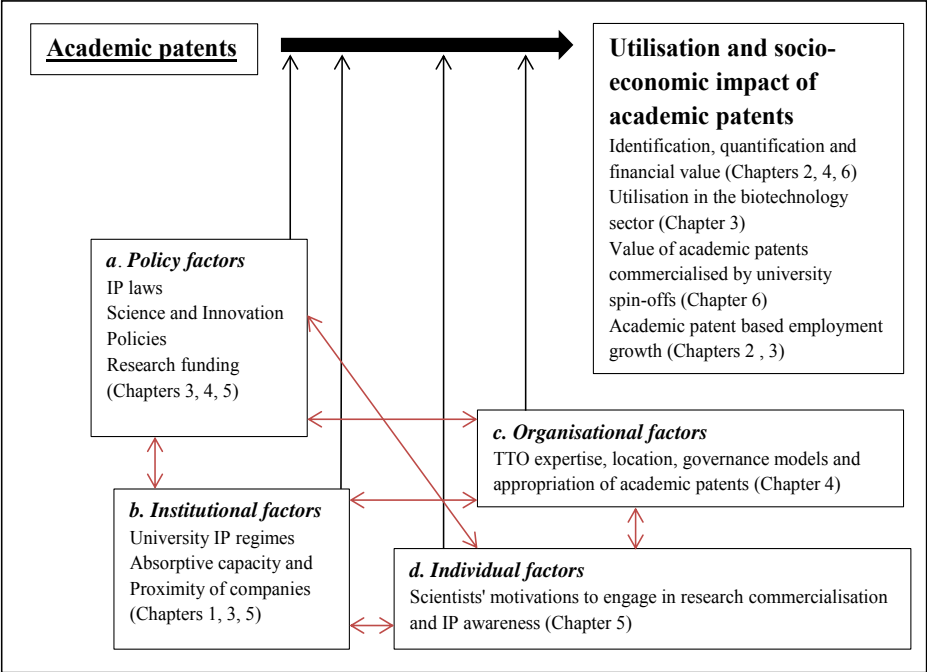 Academic patents
Utilisation and socio-
economic impact of
academic patents
Identification, quantification and
financial value (Chapters 2, 4, 6)
Utilisation in the biotechnology
sector (Chapter 3)
Value of academic patents
commercialised by university
spin-offs (Chapter 6)
Academic patent based employment
growth (Chapters 2 , 3)
a. Policy factors
IP laws
Science and Innovation
Policies
Research funding
(Chapters 3, 4, 5)
b. Institutional factors
University IP regimes
Absorptive capacity and
Proximity of companies
(Chapters 1, 3, 5)
c. Organisational factors
TTO expertise, location, governance models and
appropriation of academic patents (Chapter 4)
d. Individual factors
Scientists' motivations to engage in research commercialisation
and IP awareness (Chapter 5)